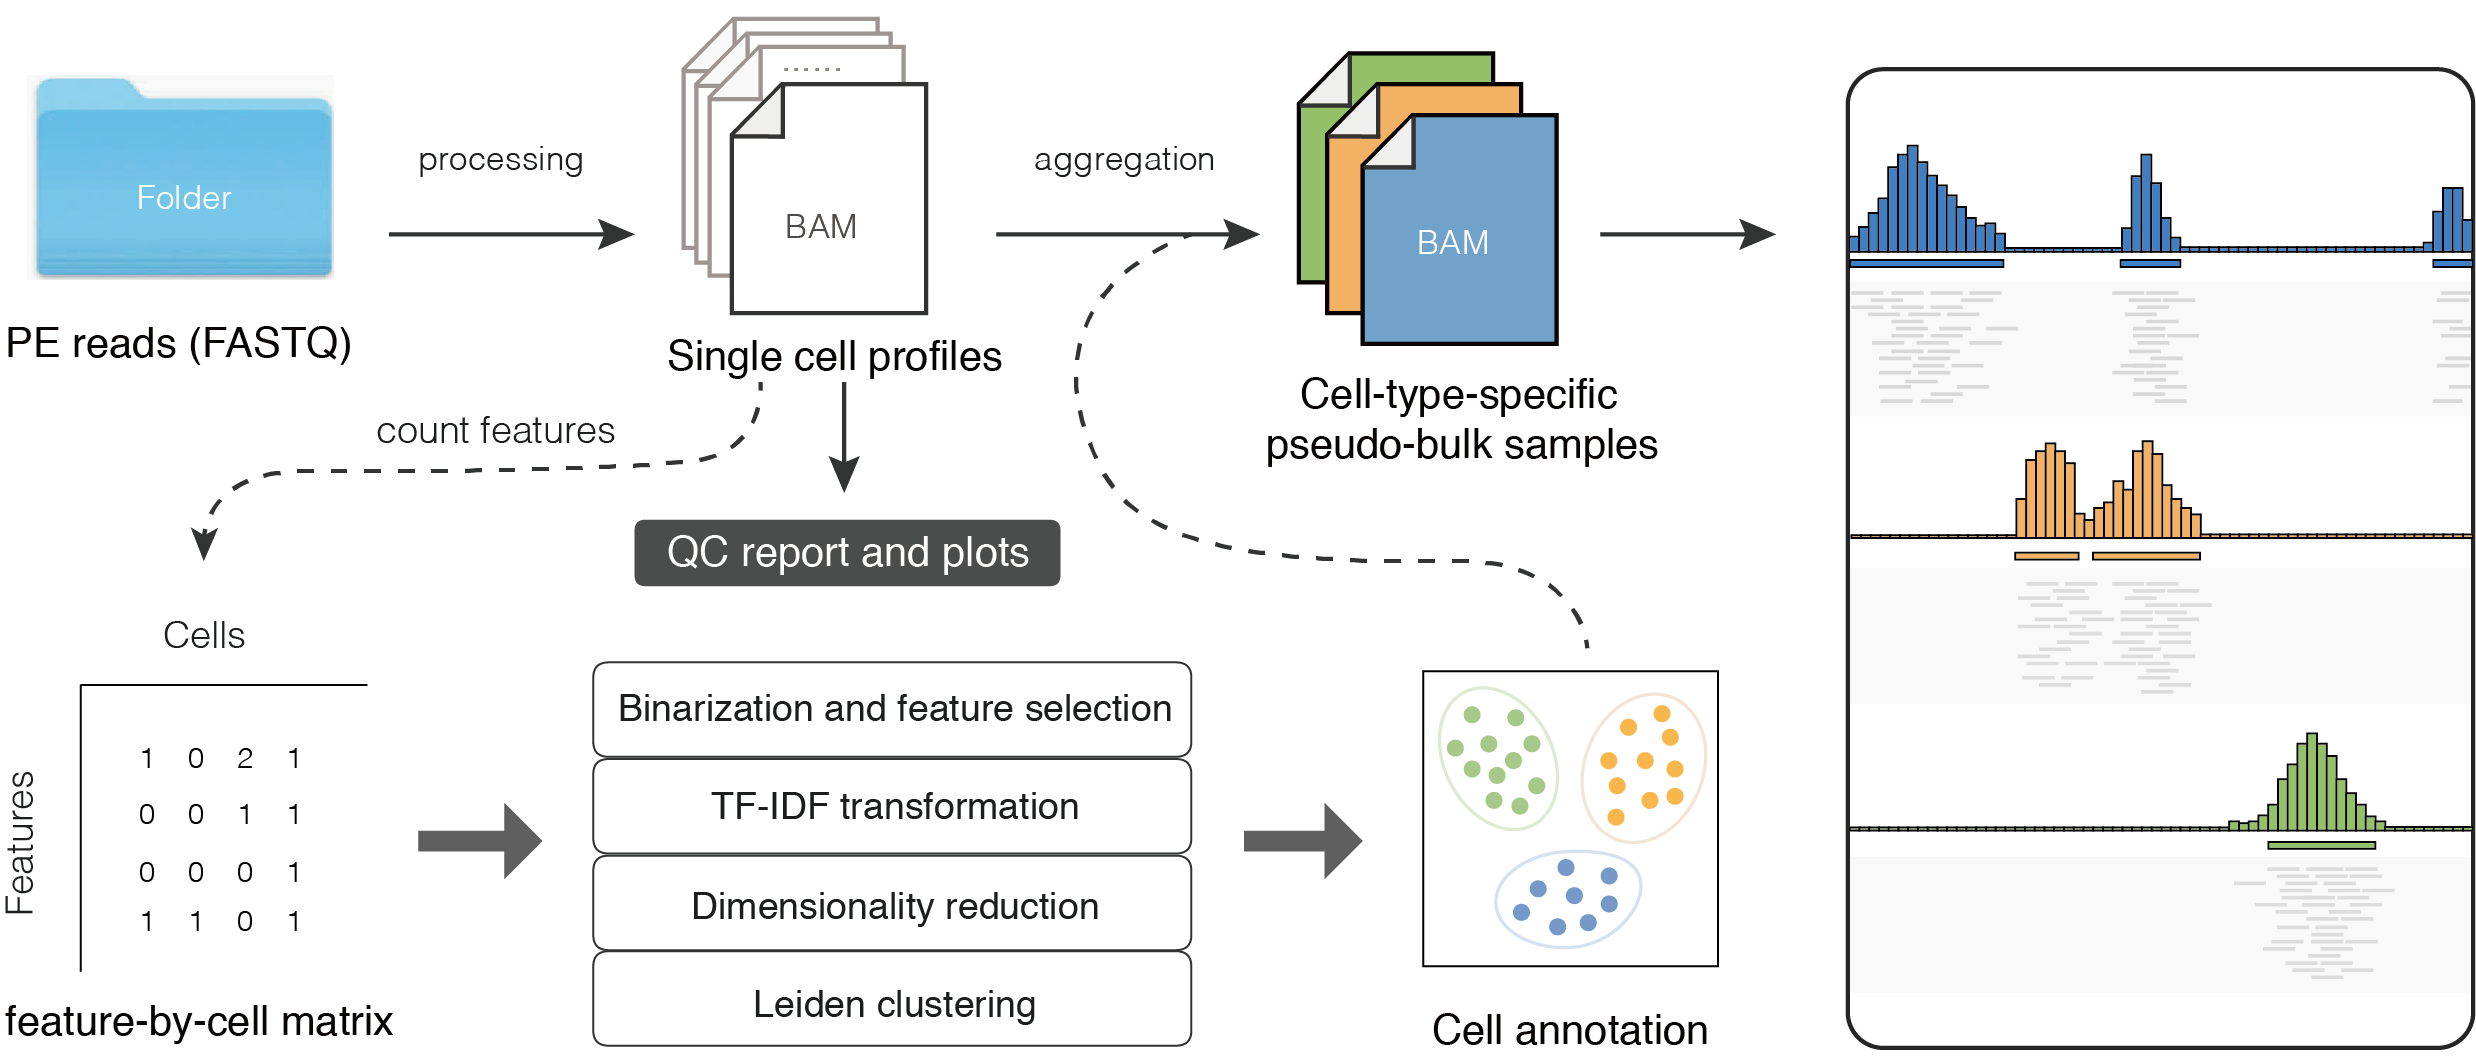 Folder
PE reads (FASTQ)
processing
......
BAM
Single cell profiles
aggregation
BAM
Cell-type-specific
pseudo-bulk samples
count features
QC report and plots
Cells
Features
1 0 2 1
0 0 1 1
0 0 0 1
1 1 0 1
feature-by-cell matrix
Binarization and feature selection
TF-IDF transformation
Dimensionality reduction
Leiden clustering
Cell annotation